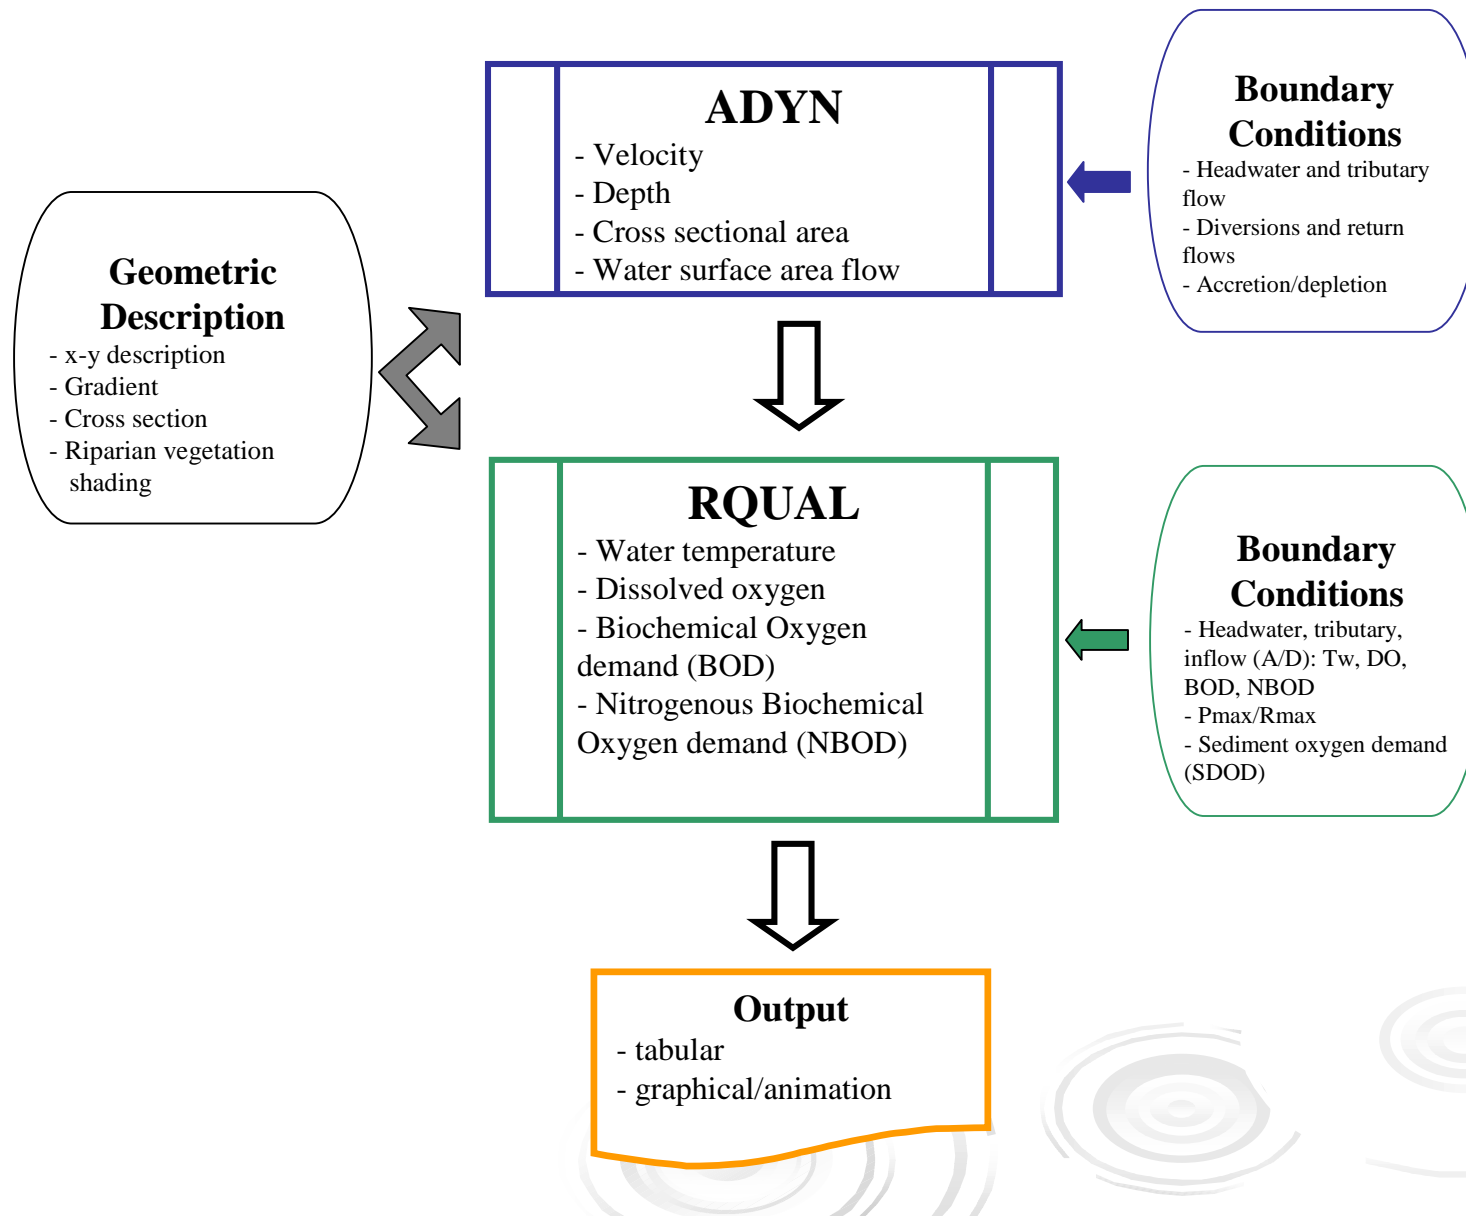 ADYN
- Velocity
- Depth
- Cross sectional area
- Water surface area flow
Boundary
Conditions
- Headwater and tributary
flow
- Diversions and return
flows
- Accretion/depletion
Geometric
Description
- x-y description
- Gradient
- Cross section
- Riparian vegetation
shading
RQUAL
- Water temperature
- Dissolved oxygen
- Biochemical Oxygen
demand (BOD)
- Nitrogenous Biochemical
Oxygen demand (NBOD)
Boundary
Conditions
- Headwater, tributary,
inflow (A/D): Tw, DO,
BOD, NBOD
- Pmax/Rmax
- Sediment oxygen demand
(SDOD)
Output
- tabular
- graphical/animation